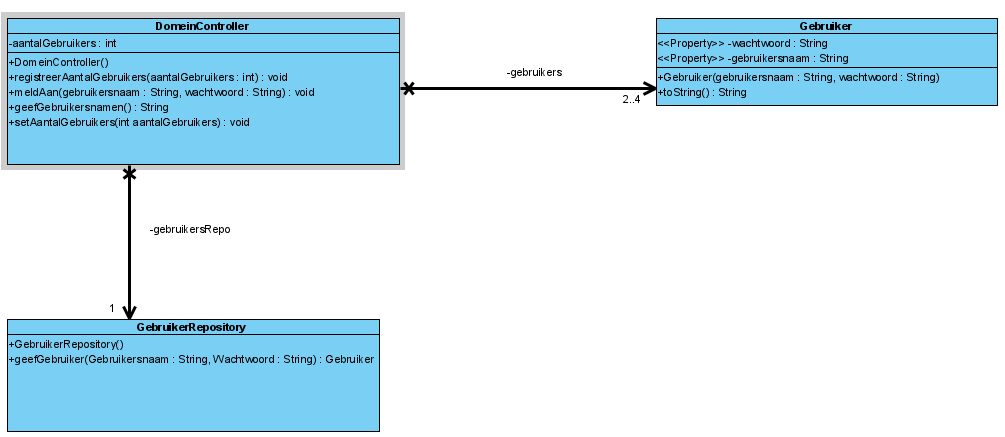 DomeinController
-aantalGebruikers : int
+DomeinController()
+registreerAantalGebruikers(aantalGebruikers : int) : void
+meldAan(gebruikersnaam : String, wachtwoord : String) : void
+geefGebruikersnamen() : String
+setAantalGebruikers(int aantalGebruikers) : void
-gebruikers
2..4
Gebruiker
<<Property>> -wachtwoord : String
<<Property>> -gebruikersnaam : String
+Gebruiker(gebruikersnaam : String, wachtwoord : String)
+toString() : String
-gebruikersRepo
1
GebruikerRepository
+GebruikerRepository()
+geefGebruiker(Gebruikersnaam : String, Wachtwoord : String) : Gebruiker